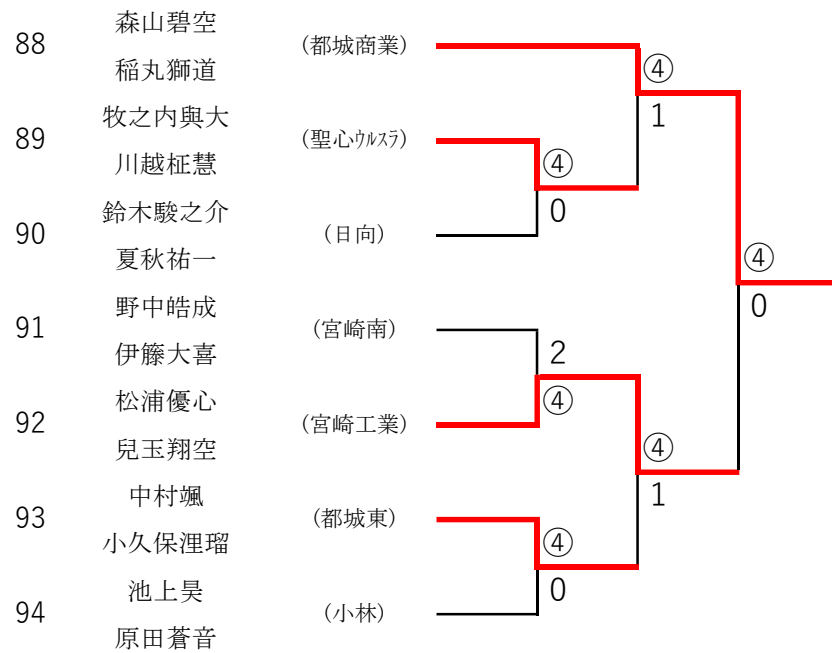 森山碧空
88 (都城商業)
稲丸獅道
④
1
牧之内與大
89 (聖心ｳﾙｽﾗ)
川越柾慧
④
0
鈴木駿之介
90 (日向)
夏秋祐一
④
0
野中皓成
91 (宮崎南)
伊藤大喜
2
④
松浦優心
92 (宮崎工業)
兒玉翔空
④
1
中村颯
93 (都城東)
小久保浬瑠
④
0
池上昊
94 (小林)
原田蒼音